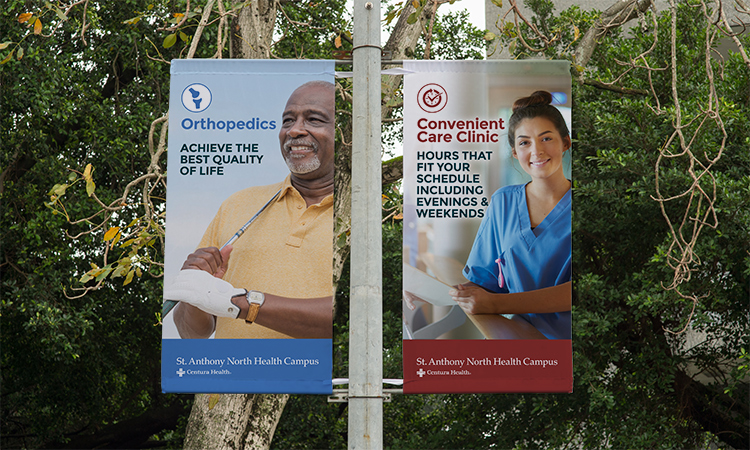 Orthopedics
ACHIEVE THE
BEST QUALITY
OF LIFE
St. Anthony North Health Campus
Centura Health.
Convenient
Care Clinic
HOURS THAT
FIT YOUR
SCHEDULE
INCLUDING
EVENINGS &
WEEKENDS
St. Anthony North Health Campus
Centura Health.